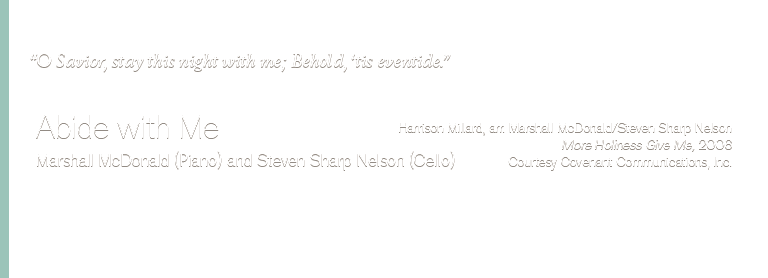 “O Savior, stay this night with me; Behold, ’tis eventide.”
Abide with Me
Marshall McDonald (Piano) and Steven Sharp Nelson (Cello)
Harrison Millard, arr. Marshall McDonald/Steven Sharp Nelson
More Holiness Give Me, 2008
Courtesy Covenant Communications, Inc.